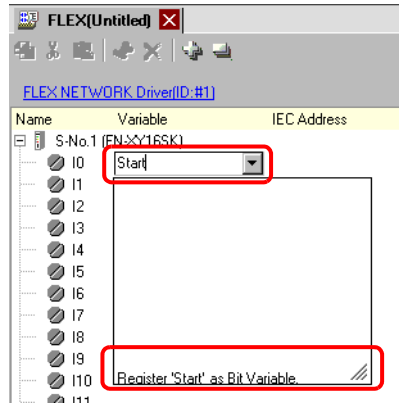 FLEX(Untitled)
FLEX NETWORK Driver(ID:#1)
Name Variable IEC Address
S-No.1 (FN-XY16SK)
I0 Start
I1
I2
I3
I4
I5
I6
I7
I8
I9
I10 Register 'Start' as Bit Variable.
I11